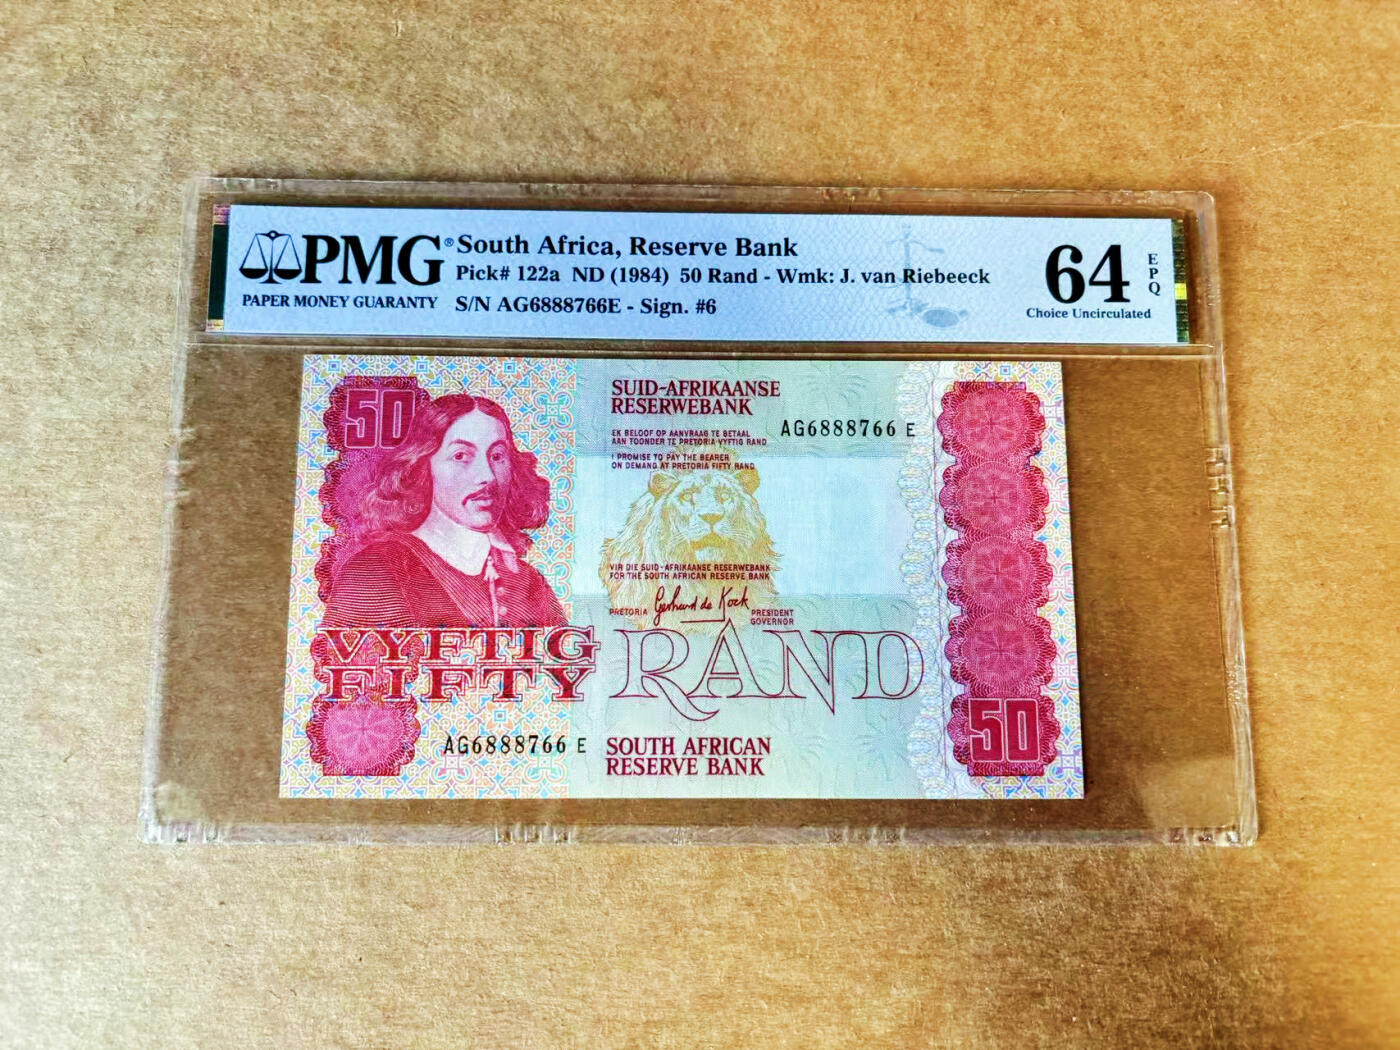 PMG® South Africa, Reserve Bank
PAPER MONEY GUARANTY
Pick# 122a ND (1984) 50 Rand - Wmk: J. van Riebeeck
S/N AG6888766E - Sign. #6
64
EPQ
Choice Uncirculated
50
SUID-AFRIKAANSE
RESERWEBANK
EK BELOOF OP AANVRAAG TE BETAAL
AAN TOONDER TE PRETORIA VYFTIG RAND
AG6888766 E
I PROMISE TO PAY THE BEARER
ON DEMAND AT PRETORIA FIFTY RAND
VIR DIE SUID-AFRIKAANSE RESERWEBANK
FOR THE SOUTH AFRICAN RESERVE BANK
PRETORIA Gerhard de Kock PRESIDENT
GOVERNOR
VYFTIG
FIFTY
RAND
50
AG6888766 E
SOUTH AFRICAN
RESERVE BANK